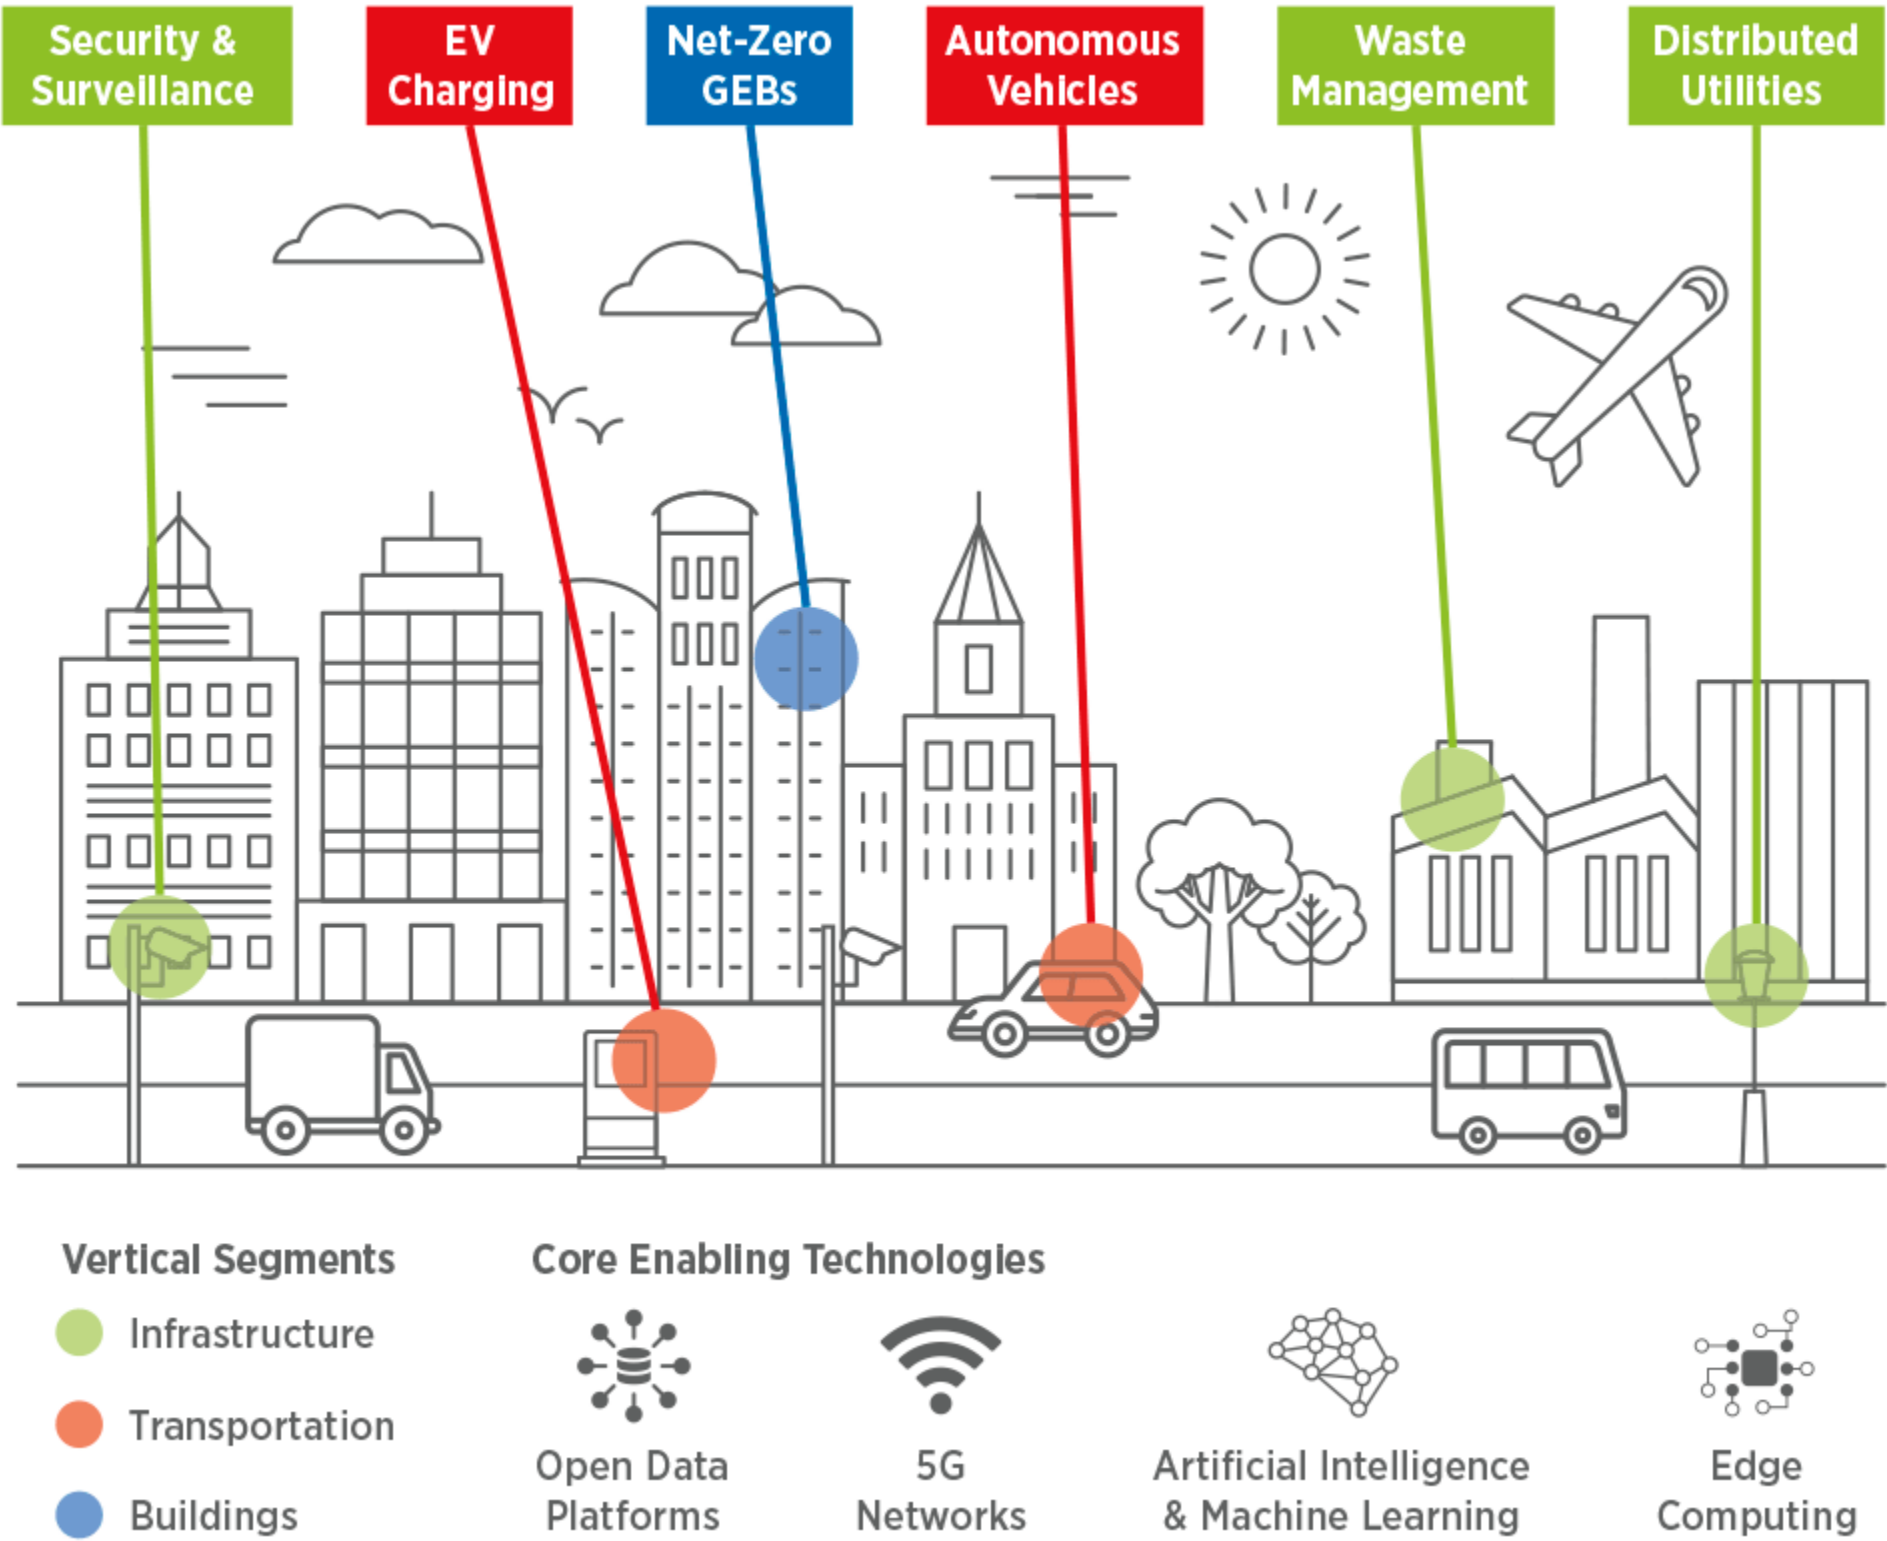 Security &
Surveillance
EV
Charging
Net-Zero
GEBs
Autonomous
Vehicles
Waste
Management
Distributed
Utilities
Vertical Segments
Infrastructure
Transportation
Buildings
Core Enabling Technologies
Open Data
Platforms
5G
Networks
Artificial Intelligence
& Machine Learning
Edge
Computing